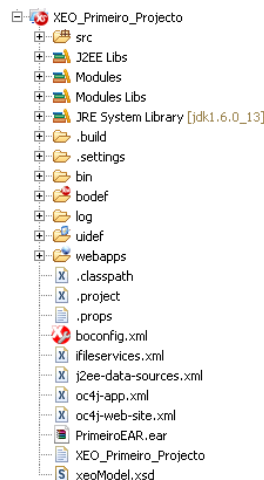 XEO_Primeiro_Projecto
src
J2EE Libs
Modules
Modules Libs
JRE System Library [jdk1.6.0_13]
.build
.settings
bin
bodef
log
uidef
webapps
.classpath
.project
.props
boconfig.xml
ifileservices.xml
j2ee-data-sources.xml
oc4j-app.xml
oc4j-web-site.xml
PrimeiroEAR.ear
XEO_Primeiro_Projecto
xeoModel.xsd